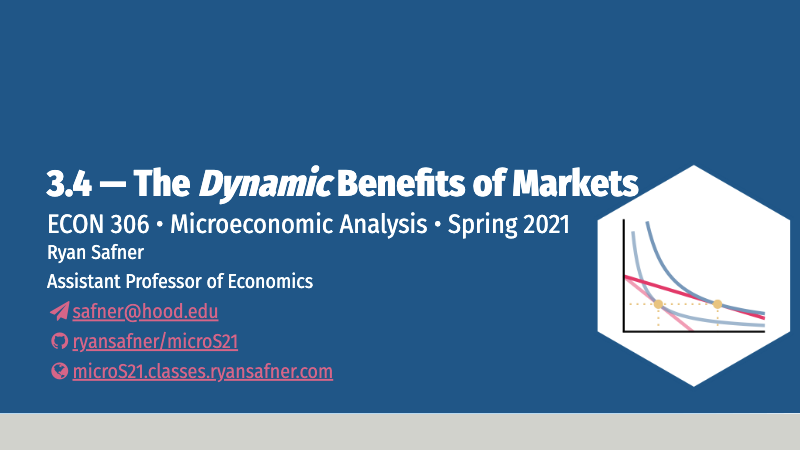 3.4 — The Dynamic Benefits of Markets
ECON 306 • Microeconomic Analysis • Spring 2021
Ryan Safner
Assistant Professor of Economics
safner@hood.edu
ryansafner/microS21
microS21.classes.ryansafner.com